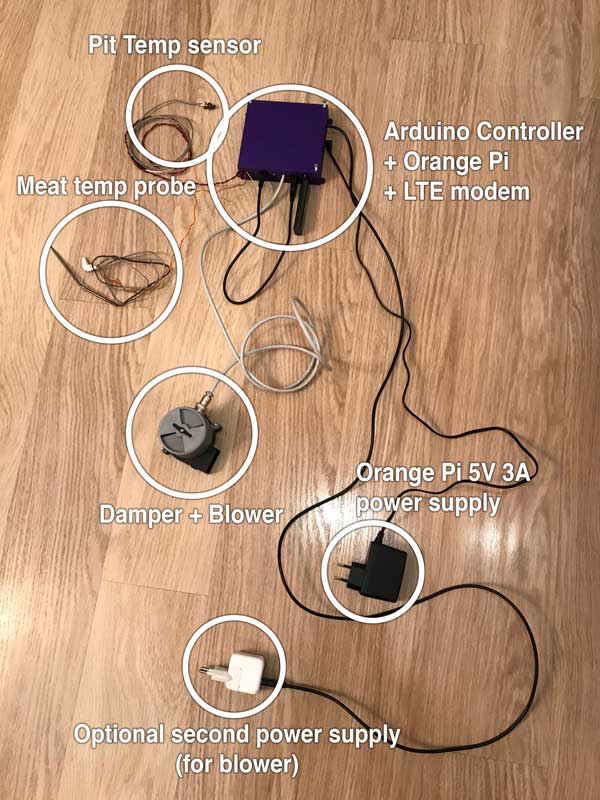 Pit Temp sensor
Arduino Controller
+ Orange Pi
+ LTE modem
Meat temp probe
Damper + Blower
Orange Pi 5V 3A
power supply
Optional second power supply
(for blower)